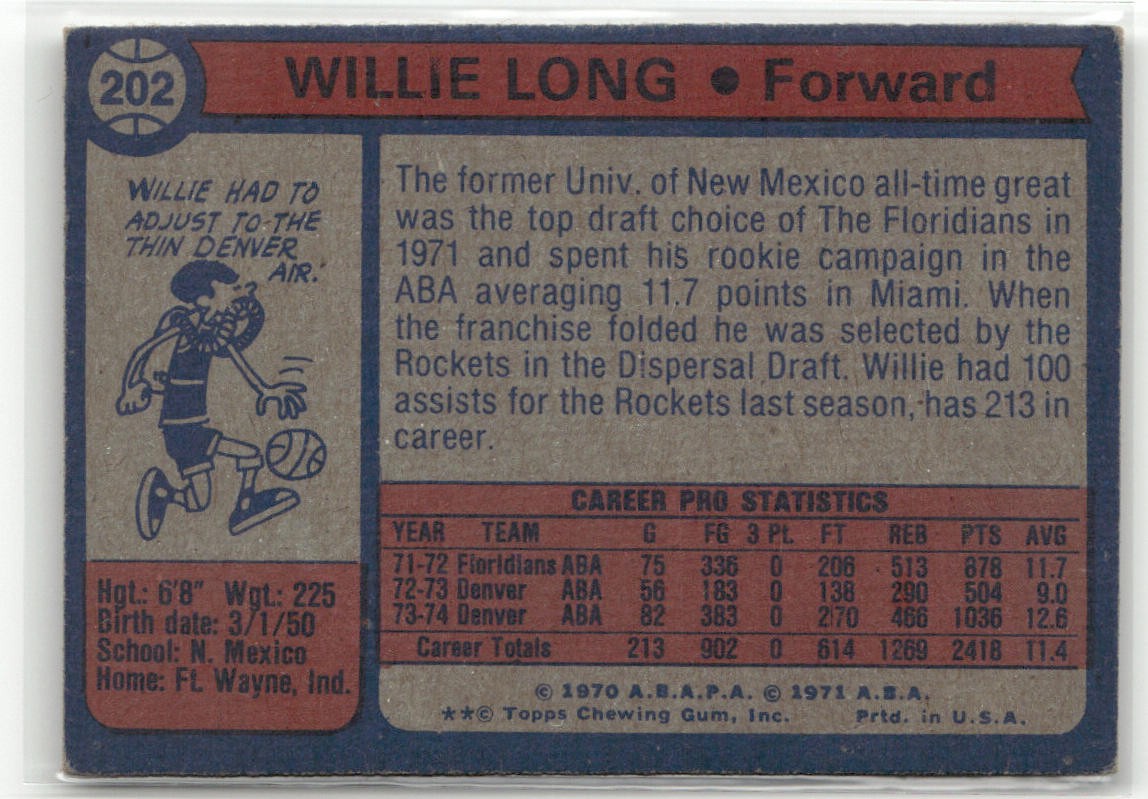 202
WILLIE LONG ● Forward
WILLIE HAD TO
ADJUST TO THE
THIN DENVER
AIR.
The former Univ. of New Mexico all-time great
was the top draft choice of The Floridians in
1971 and spent his rookie campaign in the
ABA averaging 11.7 points in Miami. When
the franchise folded he was selected by the
Rockets in the Dispersal Draft. Willie had 100
assists for the Rockets last season, has 213 in
career.
Hgt.: 6'8" Wgt.: 225
Birth date: 3/1/50
School: N. Mexico
Home: Ft. Wayne, Ind.
CAREER PRO STATISTICS
YEAR TEAM G FG 3 Pt. FT REB PTS AVG
71-72 Floridians ABA 75 336 0 206 513 878 11.7
72-73 Denver ABA 56 183 0 138 290 504 9.0
73-74 Denver ABA 82 383 0 270 466 1036 12.6
Career Totals 213 902 0 614 1269 2418 11.4
© 1970 A.B.A.P.A. © 1971 A.B.A.
**© Topps Chewing Gum, Inc. Prtd. in U.S.A.